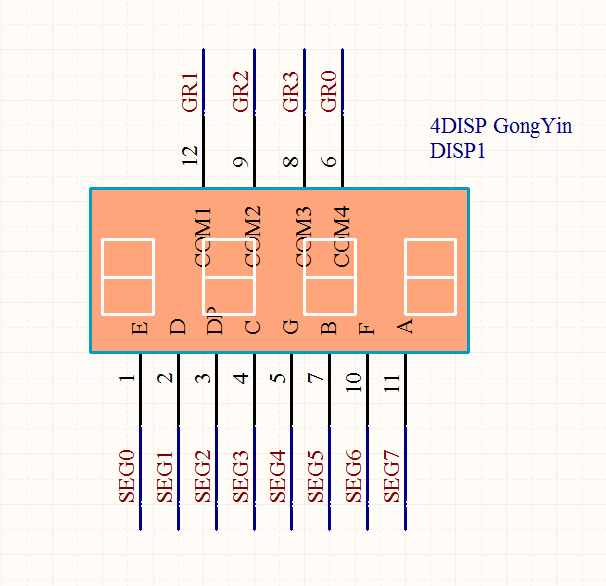 GR1 GR2 GR3 GR0
4DISP GongYin
DISP1
12 9 8 6
COM1 COM2 COM3 COM4
E D DP C G B F A
1 2 3 4 5 7 10 11
SEG0 SEG1 SEG2 SEG3 SEG4 SEG5 SEG6 SEG7